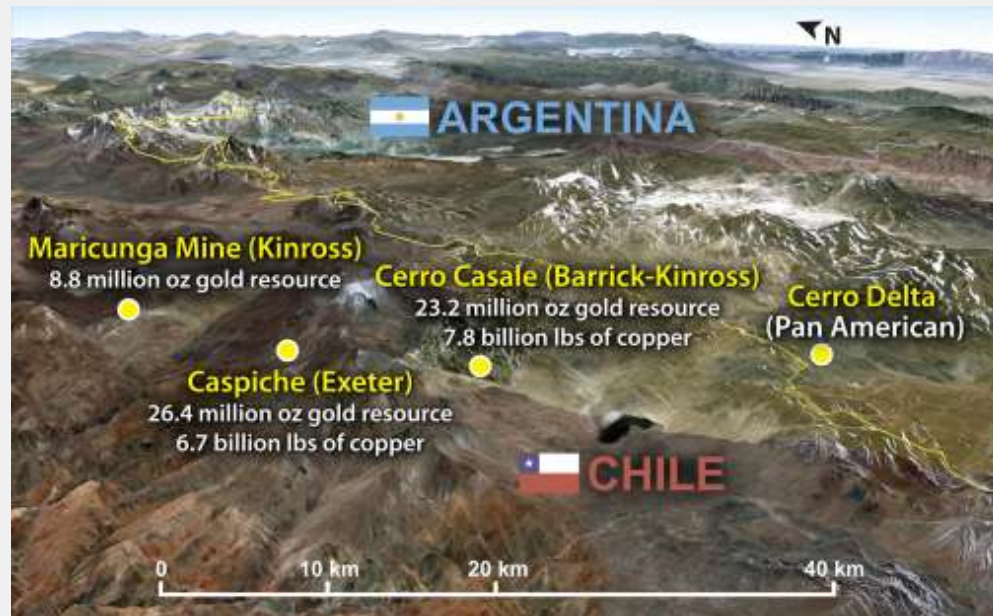 N
ARGENTINA
Maricunga Mine (Kinross)
8.8 million oz gold resource
Cerro Casale (Barrick-Kinross)
23.2 million oz gold resource
7.8 billion lbs of copper
Cerro Delta
(Pan American)
Caspiche (Exeter)
26.4 million oz gold resource
6.7 billion lbs of copper
CHILE
0 10 km 20 km 40 km